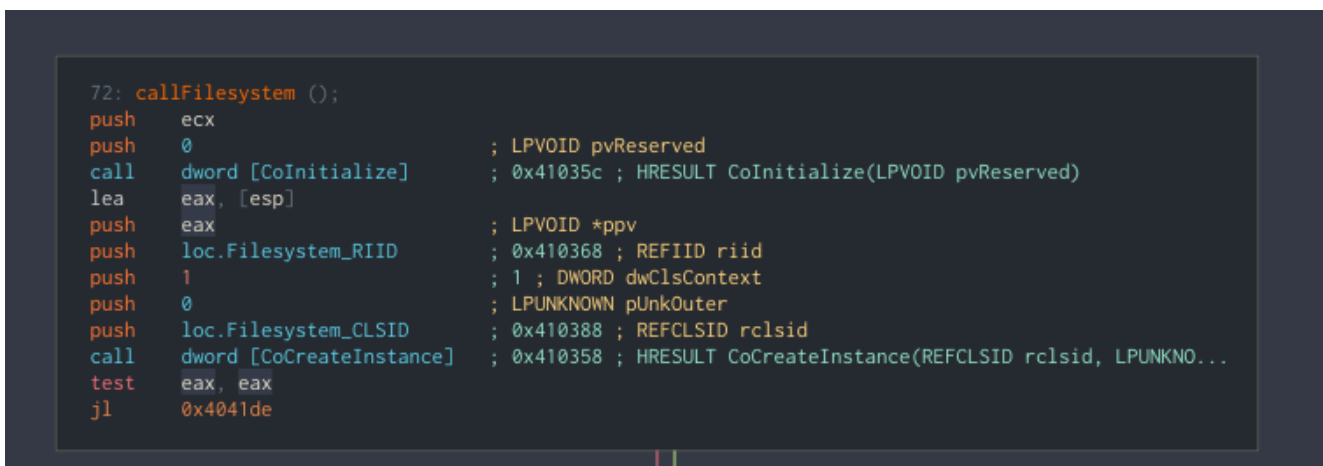 72: callFilesystem ();
push ecx
push 0 ; LPVOID pvReserved
call dword [CoInitialize] ; 0x41035c ; HRESULT CoInitialize(LPVOID pvReserved)
lea eax, [esp]
push eax ; LPVOID *ppv
push loc.Filesystem_RIID ; 0x410368 ; REFIID riid
push 1 ; 1 ; DWORD dwClsContext
push 0 ; LPUNKNOWN pUnkOuter
push loc.Filesystem_CLSID ; 0x410388 ; REFCLSID rclsid
call dword [CoCreateInstance] ; 0x410358 ; HRESULT CoCreateInstance(REFCLSID rclsid, LPUNKNO...
test eax, eax
jl 0x4041de